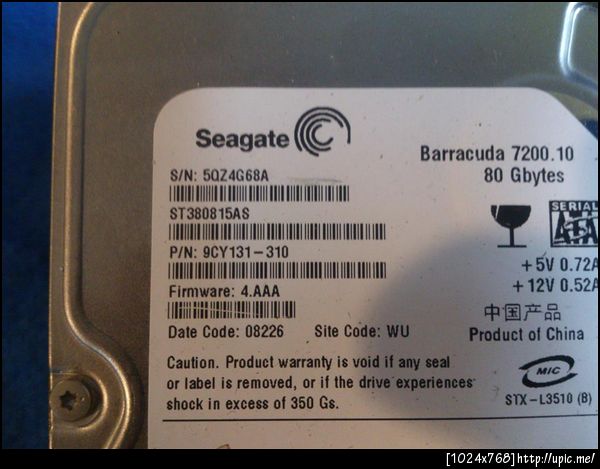 Seagate
Barracuda 7200.10
80 Gbytes
S/N: 5QZ4G68A
ST380815AS
P/N: 9CY131-310
Firmware: 4.AAA
Date Code: 08226 Site Code: WU
SERIAL
ATA
+5V 0.72A
+12V 0.52A
中国产品
Product of China
Caution. Product warranty is void if any seal
or label is removed, or if the drive experiences
shock in excess of 350 Gs.
MIC
STX-L3510 (B)
[1024x768]http://upic.me/